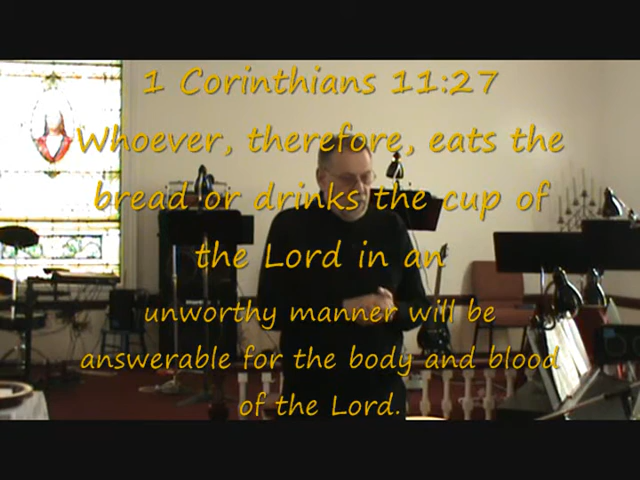 1 Corinthians 11:27
Whoever, therefore, eats the
bread or drinks the cup of
the Lord in an
unworthy manner will be
answerable for the body and blood
of the Lord.